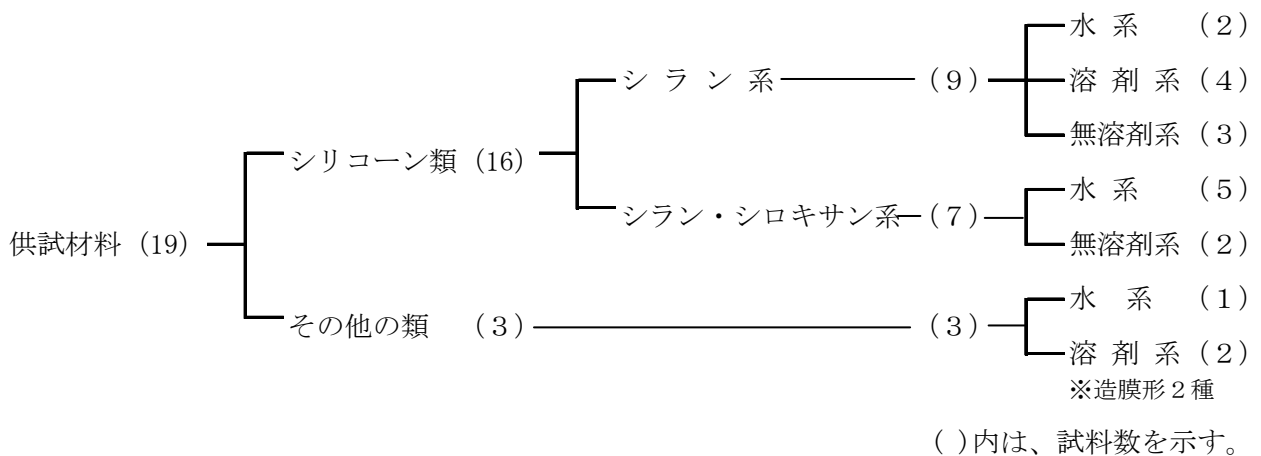 供試材料 (19)
シリコーン類 (16)
シラン系 (9)
水系 (2)
溶剤系 (4)
無溶剤系 (3)
シラン・シロキサン系 (7)
水系 (5)
無溶剤系 (2)
その他の類 (3) (3)
水系 (1)
溶剤系 (2)
※造膜形2種
( )内は、試料数を示す。